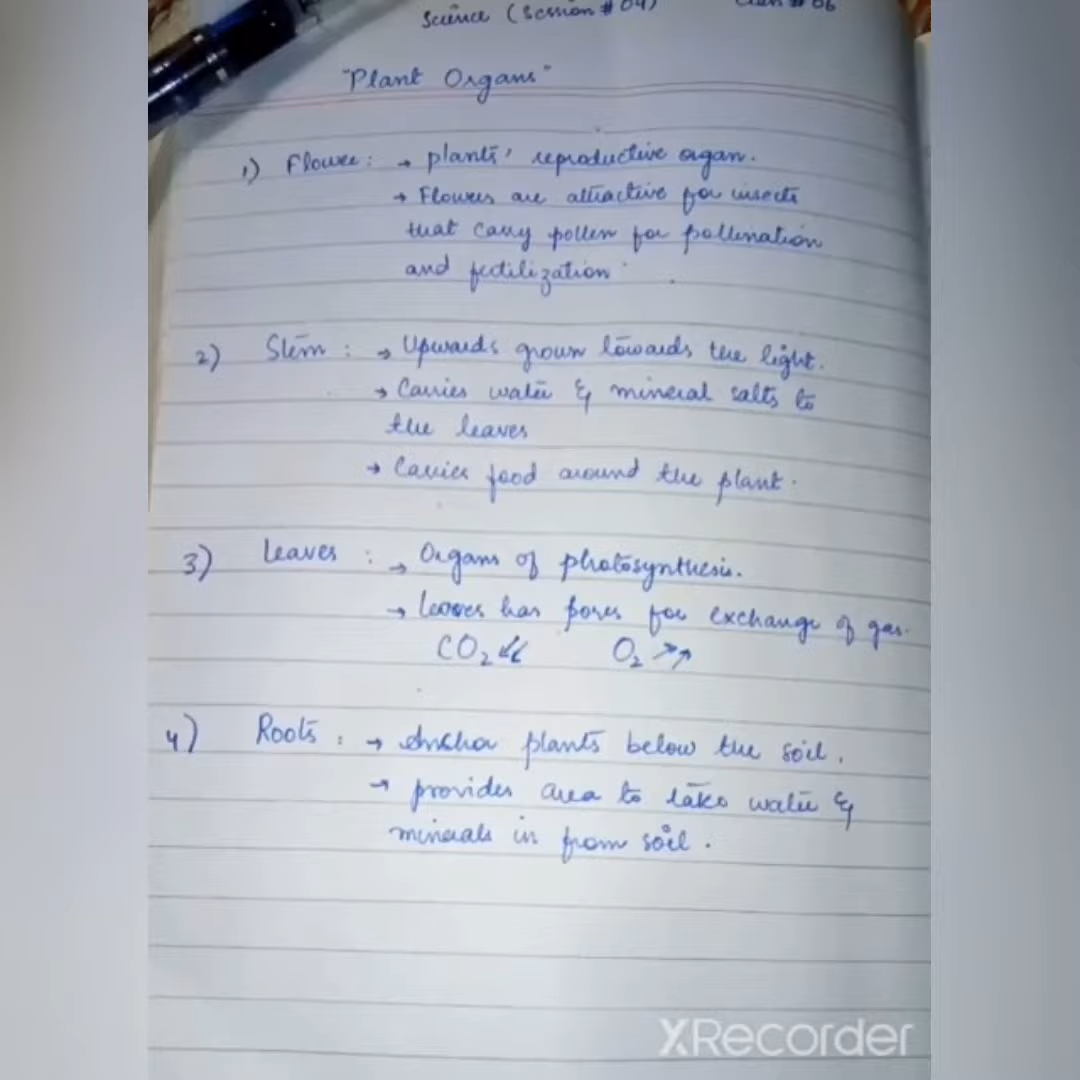 Science (Session # 04) Class # 06
"Plant Organs"
1) Flower : → plants' reproductive organ.
→ Flowers are attractive for insects
that carry pollen for pollination
and fertilization
2) Stem : → Upwards grown towards the light.
→ Carries water & mineral salts to
the leaves
→ Carries food around the plant.
3) Leaves : → Organs of photosynthesis.
→ leaves has pores for exchange of gas.
CO₂ ↙↙ O₂ ↗↗
4) Roots : → Anchor plants below the soil.
→ provides area to take water &
minerals in from soil.
XRecorder